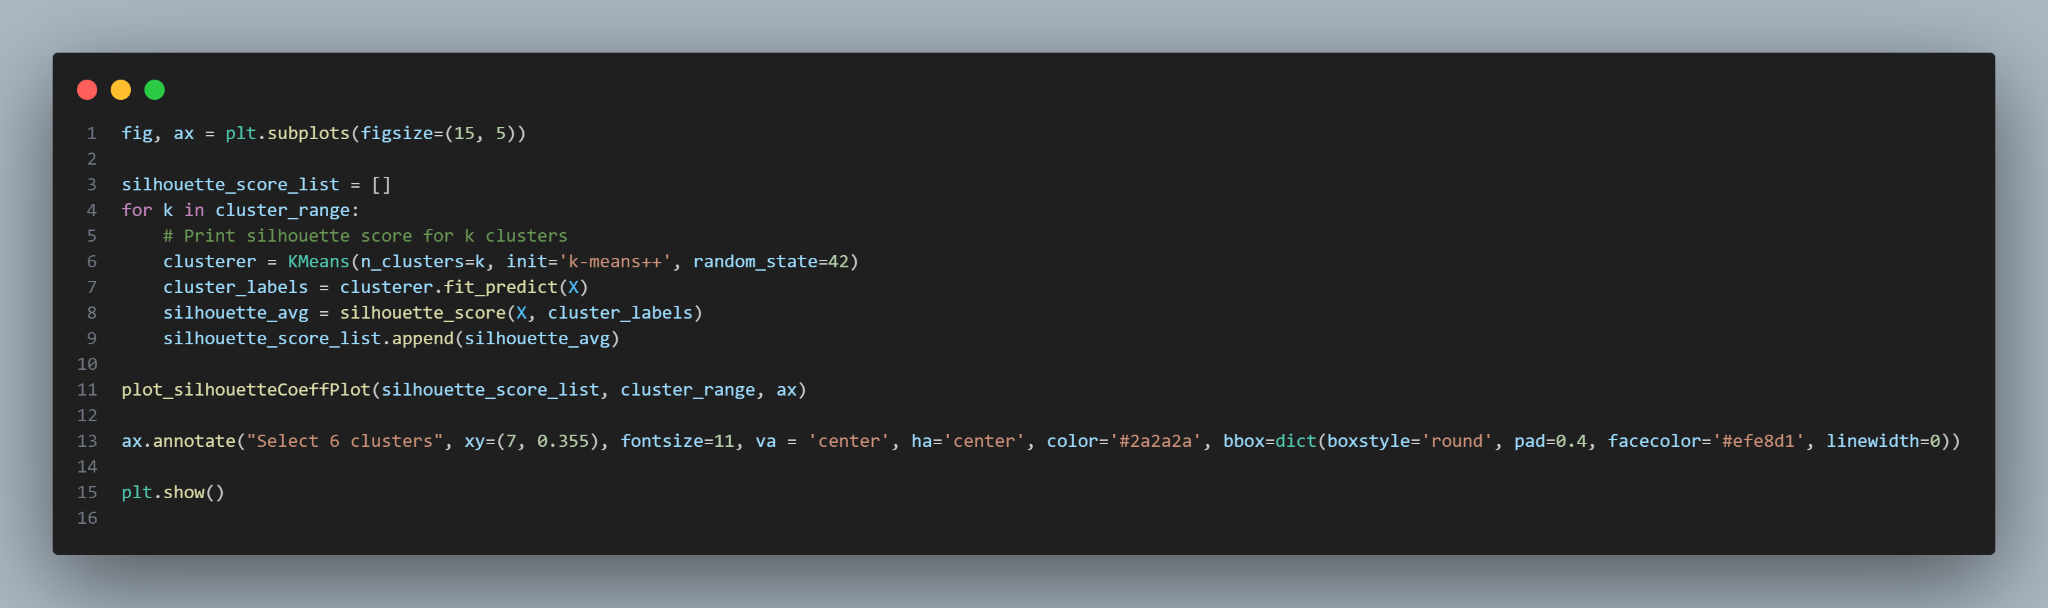 1 fig, ax = plt.subplots(figsize=(15, 5))
2
3 silhouette_score_list = []
4 for k in cluster_range:
5     # Print silhouette score for k clusters
6     clusterer = KMeans(n_clusters=k, init='k-means++', random_state=42)
7     cluster_labels = clusterer.fit_predict(X)
8     silhouette_avg = silhouette_score(X, cluster_labels)
9     silhouette_score_list.append(silhouette_avg)
10
11 plot_silhouetteCoeffPlot(silhouette_score_list, cluster_range, ax)
12
13 ax.annotate("Select 6 clusters", xy=(7, 0.355), fontsize=11, va = 'center', ha='center', color='#2a2a2a', bbox=dict(boxstyle='round', pad=0.4, facecolor='#efe8d1', linewidth=0))
14
15 plt.show()
16